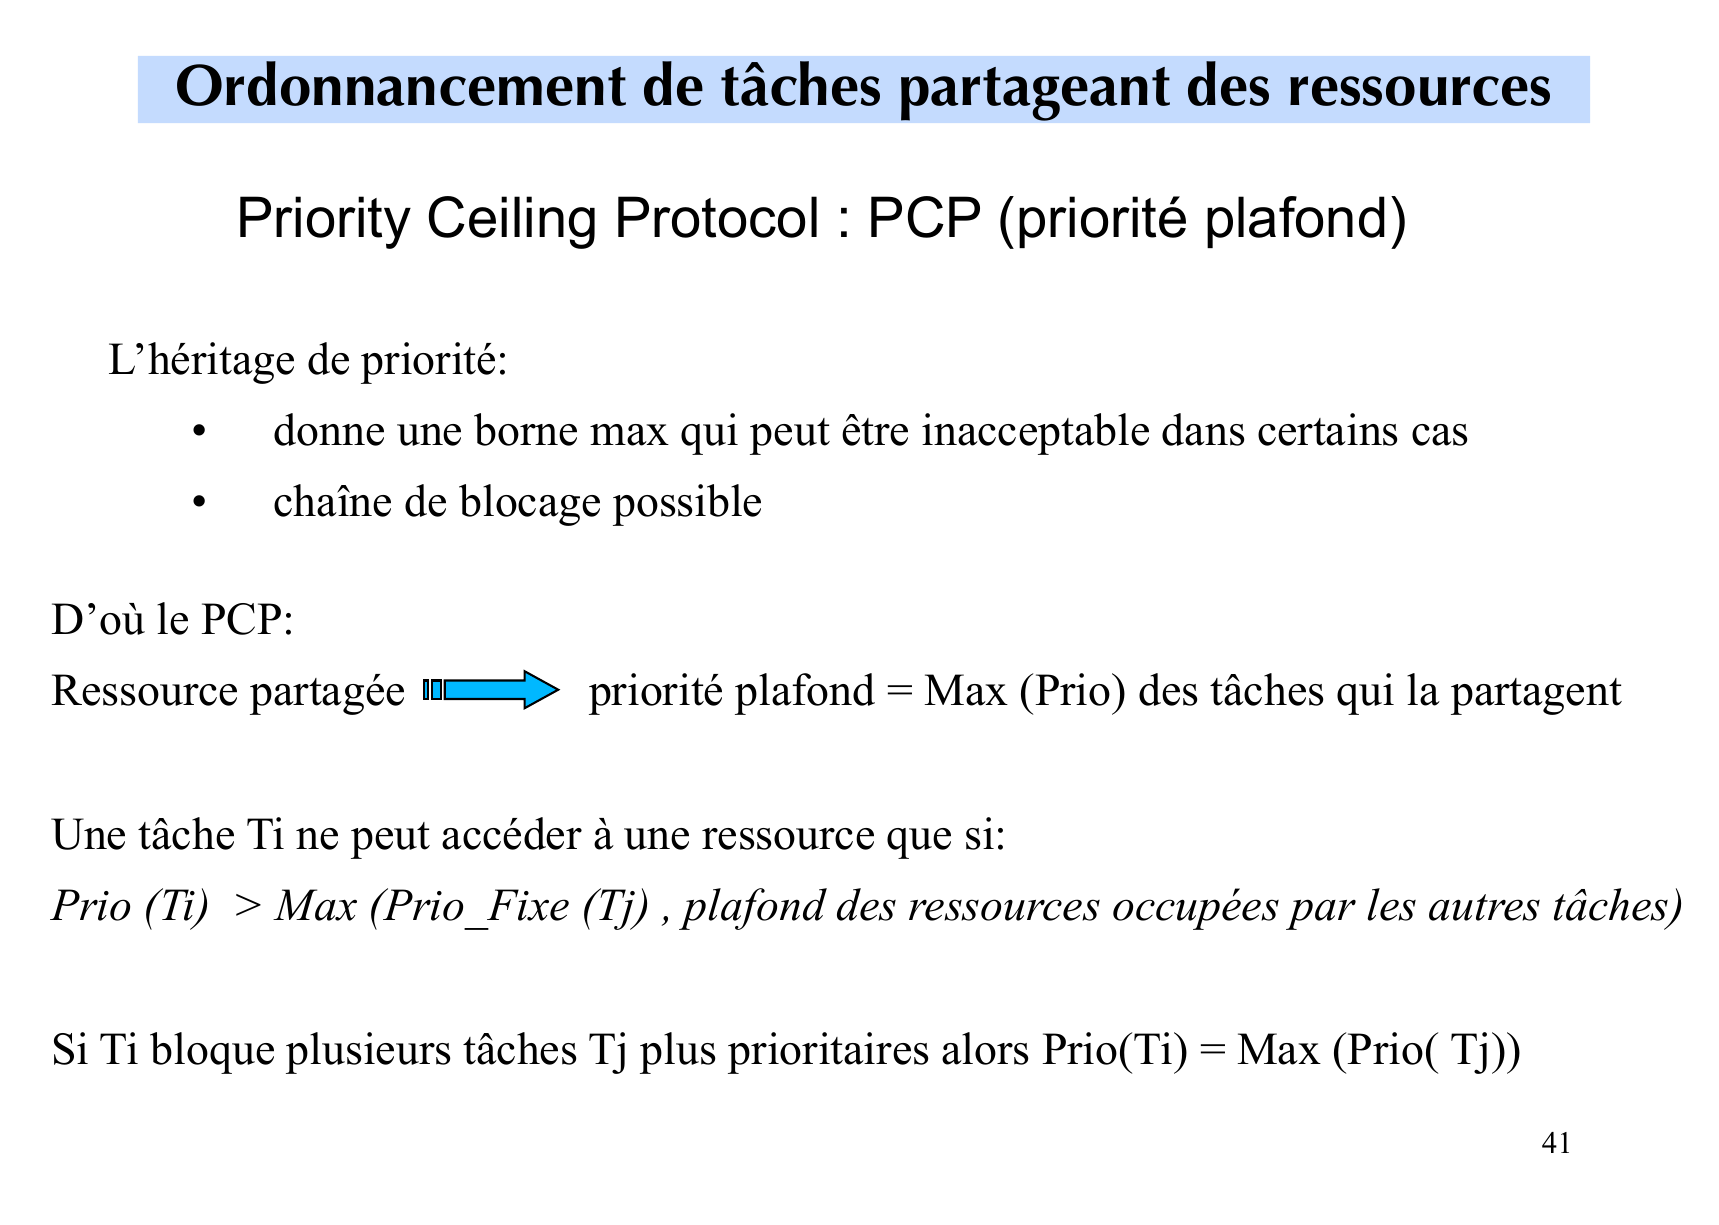 Ordonnancement de tâches partageant des ressources
Priority Ceiling Protocol : PCP (priorité plafond)
L’héritage de priorité:
• donne une borne max qui peut être inacceptable dans certains cas
• chaîne de blocage possible
D’où le PCP:
Ressource partagée priorité plafond = Max (Prio) des tâches qui la partagent
Une tâche Ti ne peut accéder à une ressource que si:
Prio (Ti) > Max (Prio_Fixe (Tj) , plafond des ressources occupées par les autres tâches)
Si Ti bloque plusieurs tâches Tj plus prioritaires alors Prio(Ti) = Max (Prio( Tj))
41